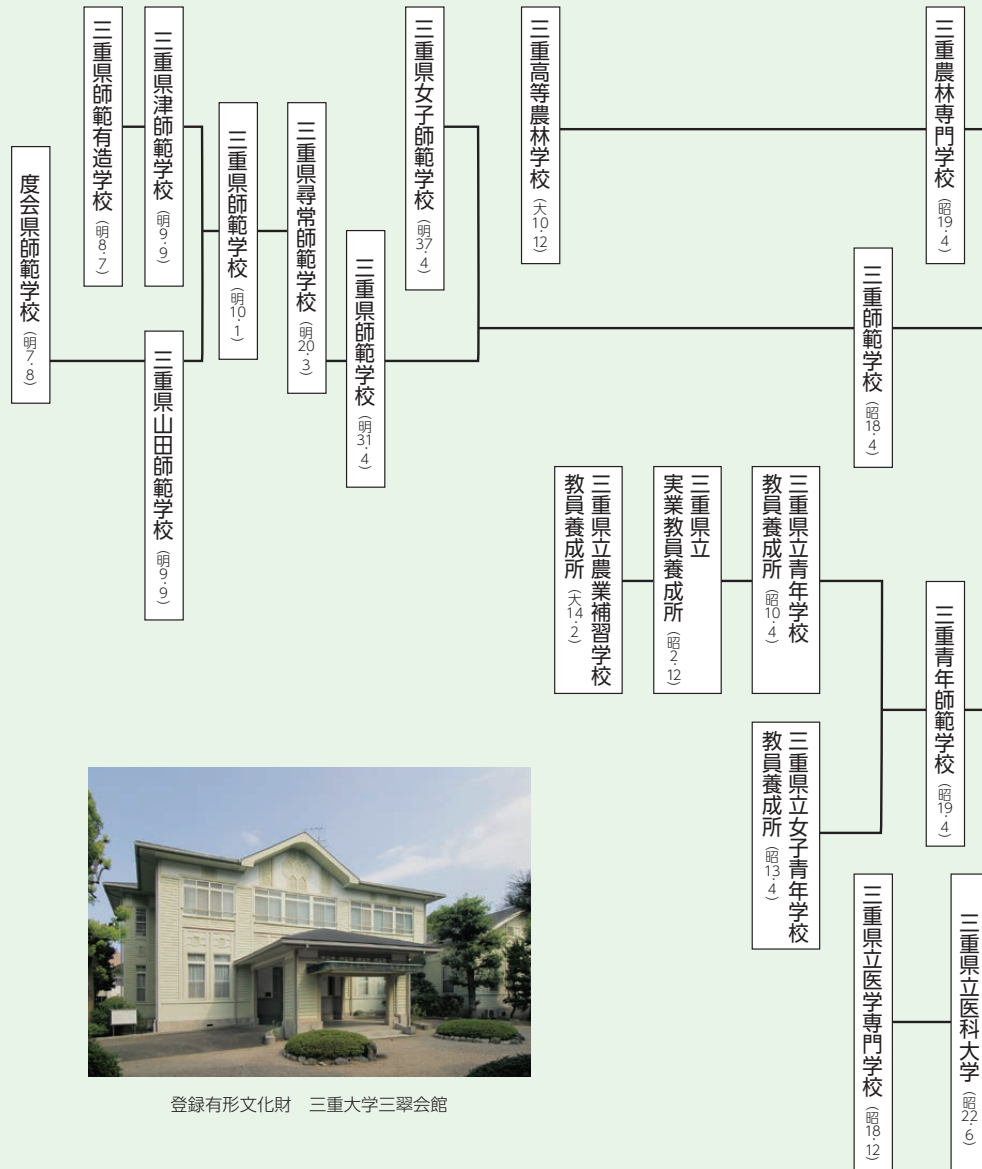 度会県師範学校（明7・8）
三重県師範有造学校（明8・7）
三重県津師範学校（明9・9）
三重県山田師範学校（明9・9）
三重県師範学校（明10・1）
三重県尋常師範学校（明20・3）
三重県師範学校（明31・4）
三重県女子師範学校（明37・4）
三重高等農林学校（大10・12）
三重農林専門学校（昭19・4）
三重師範学校（昭18・4）
三重県立農業補習学校
教員養成所（大14・2）
三重県立
実業教員養成所（昭2・12）
三重県立青年学校
教員養成所（昭10・4）
三重県立女子青年学校
教員養成所（昭13・4）
三重青年師範学校（昭19・4）
三重県立医学専門学校（昭18・12）
三重県立医科大学（昭22・6）
登録有形文化財　三重大学三翠会館